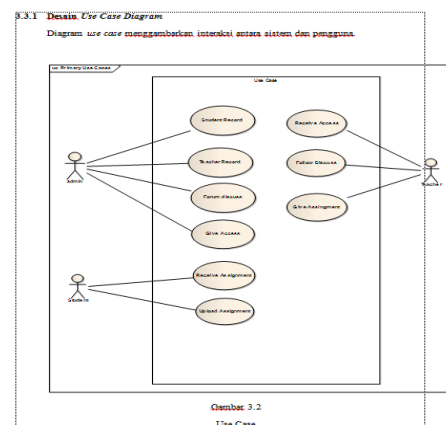 3.3.1 Desain Use Case Diagram
Diagram use case menggambarkan interaksi antara sistem dan pengguna.
uc Primary Use Cases
Use Case
Student Record
Receive Access
Teacher Record
Follow Discuss
admin
Teacher
Forum discuss
Give Assingment
Give Access
Receive Assignment
Student
Upload Assignment
Gambar 3.2
Use Case